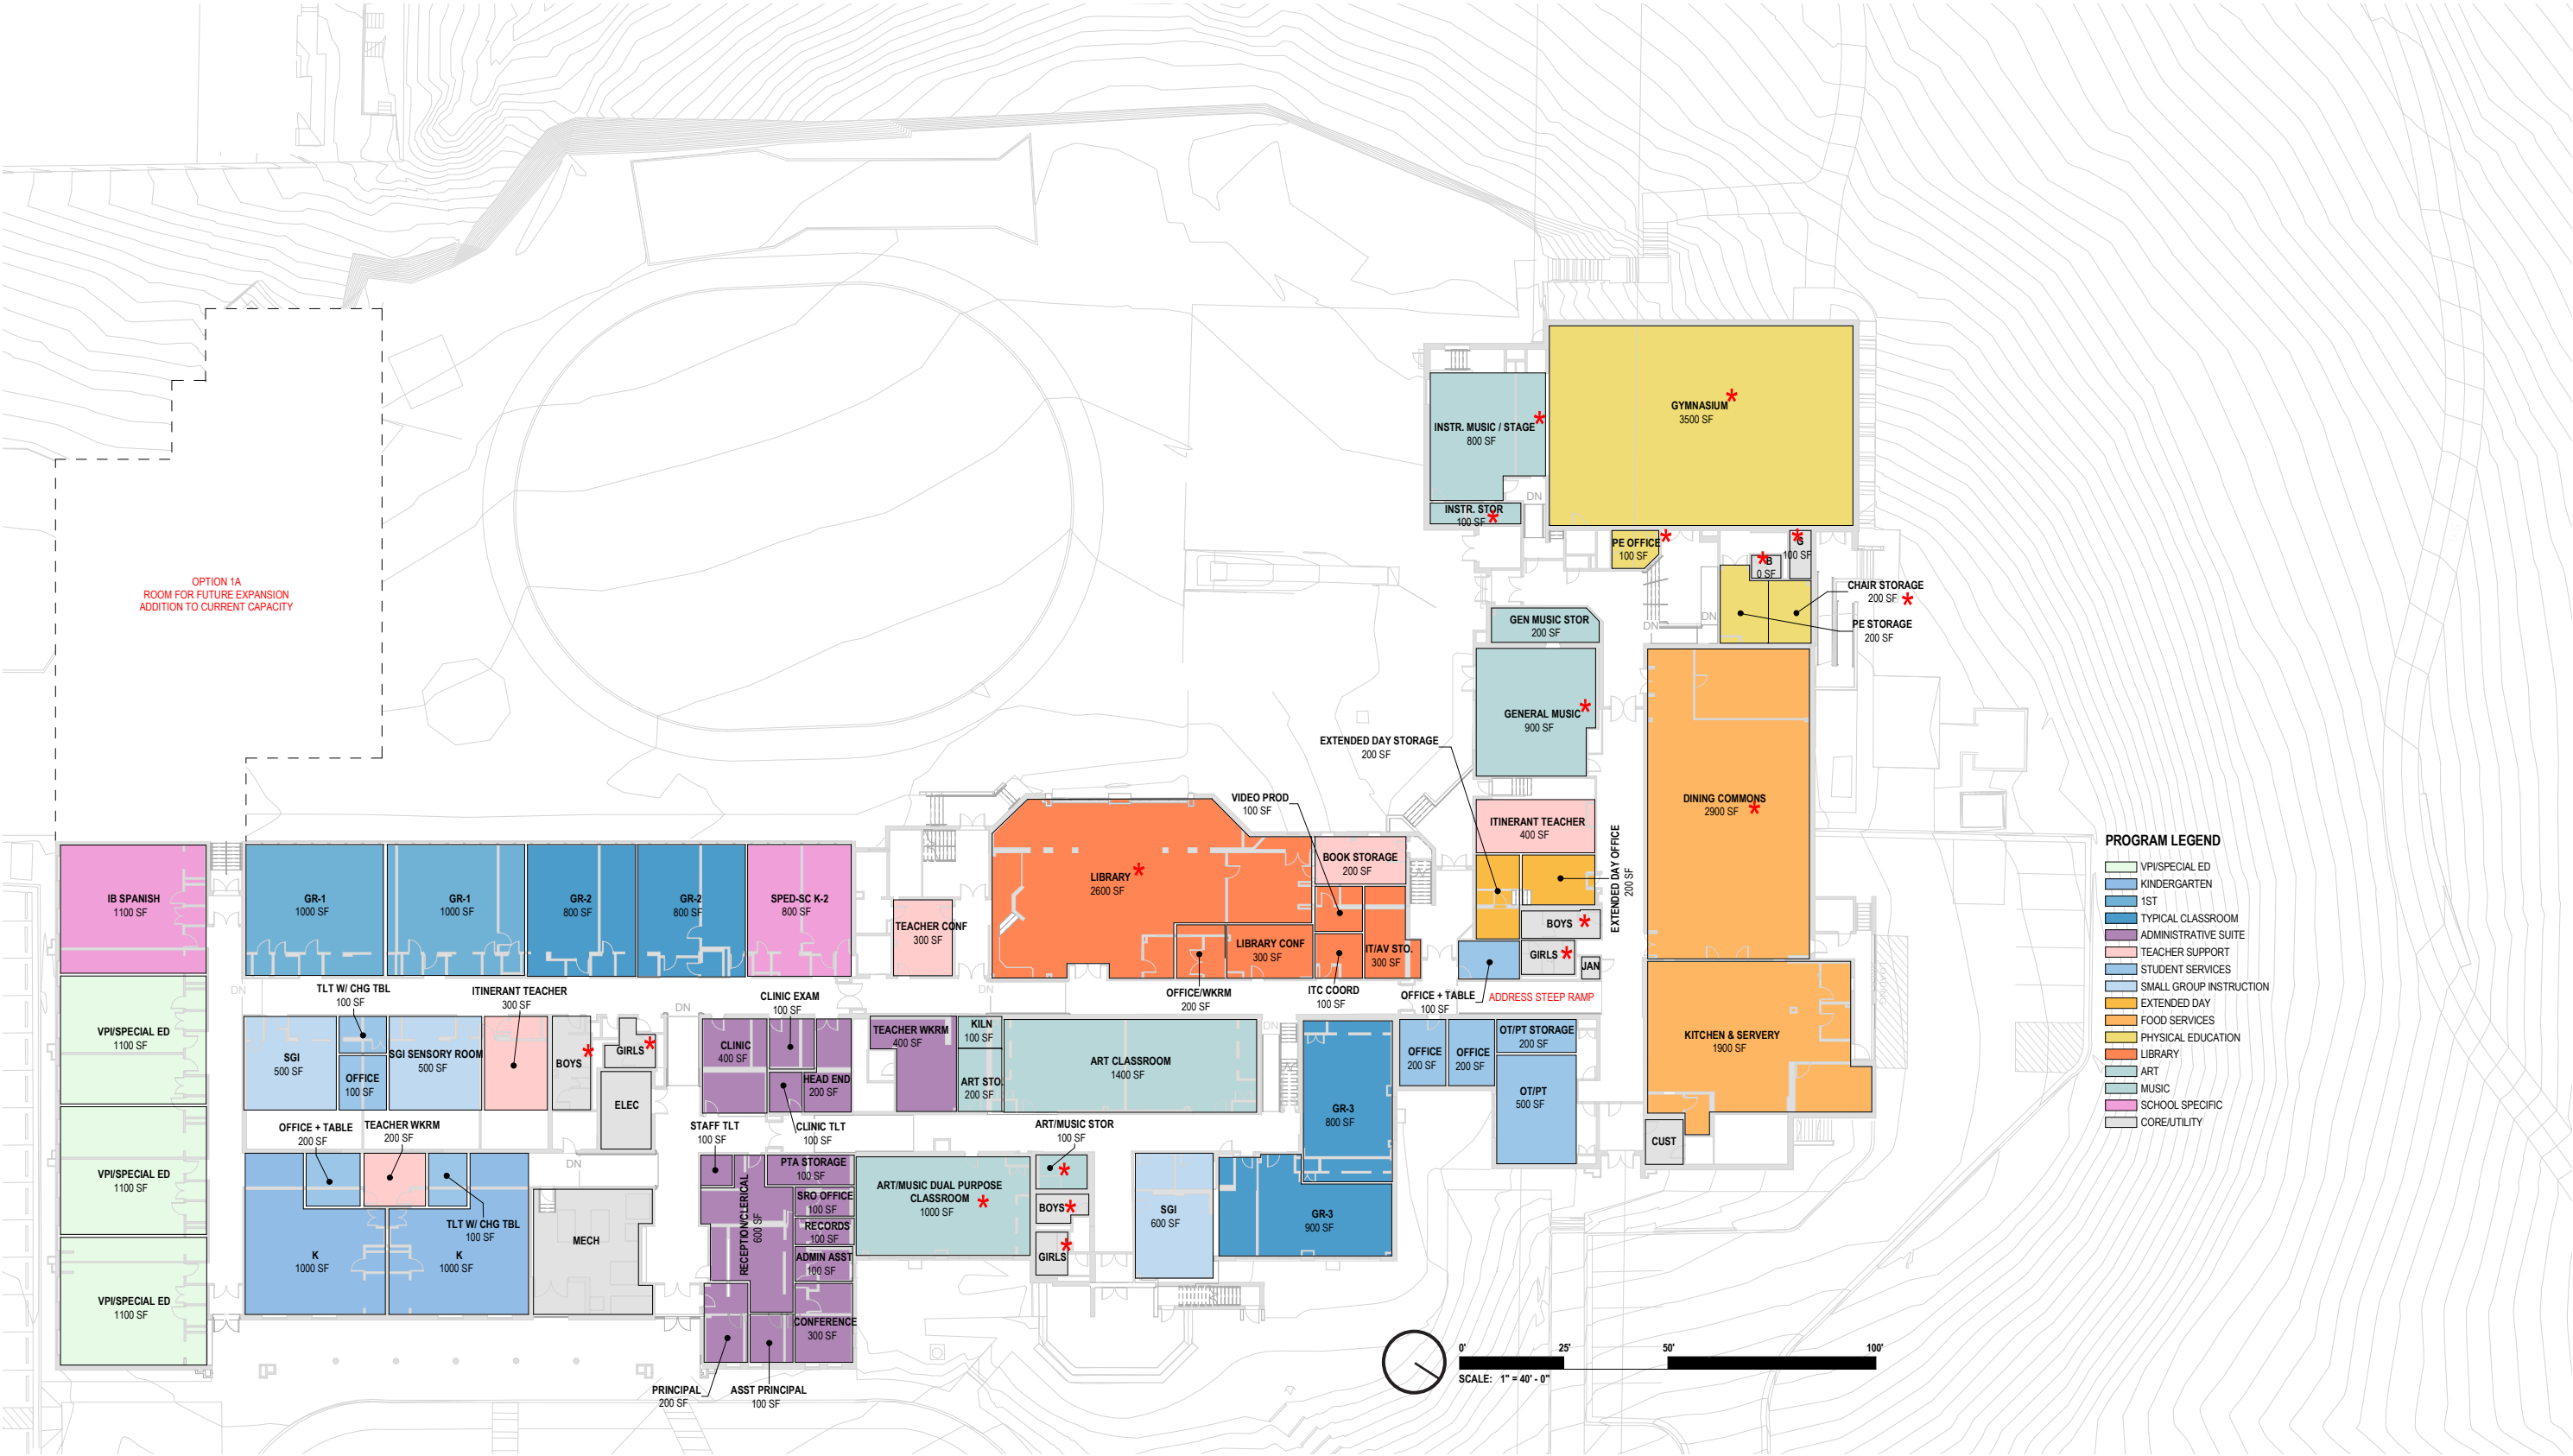 OPTION 1A
ROOM FOR FUTURE EXPANSION
ADDITION TO CURRENT CAPACITY
INSTR. MUSIC / STAGE
800 SF
GYMNASIUM
3500 SF
DN
INSTR. STOR
100 SF
PE OFFICE
100 SF
G
100 SF
B
0 SF
CHAIR STORAGE
200 SF
PE STORAGE
200 SF
DN
DN
GEN MUSIC STOR
200 SF
GENERAL MUSIC
900 SF
EXTENDED DAY STORAGE
200 SF
VIDEO PROD
100 SF
DINING COMMONS
2900 SF
ITINERANT TEACHER
400 SF
EXTENDED DAY OFFICE
200 SF
BOOK STORAGE
200 SF
LIBRARY
2600 SF
IB SPANISH
1100 SF
GR-1
1000 SF
GR-1
1000 SF
GR-2
800 SF
GR-2
800 SF
SPED-SC K-2
800 SF
TEACHER CONF
300 SF
LIBRARY CONF
300 SF
IT/AV STO.
300 SF
BOYS
GIRLS
JAN
OFFICE/WKRM
200 SF
ITC COORD
100 SF
OFFICE + TABLE
100 SF
ADDRESS STEEP RAMP
DN
TLT W/ CHG TBL
100 SF
ITINERANT TEACHER
300 SF
DN
CLINIC EXAM
100 SF
DN
DN
VPI/SPECIAL ED
1100 SF
SGI
500 SF
OFFICE
100 SF
SGI SENSORY ROOM
500 SF
BOYS
GIRLS
ELEC
CLINIC
400 SF
HEAD END
200 SF
TEACHER WKRM
400 SF
KILN
100 SF
ART STO.
200 SF
ART CLASSROOM
1400 SF
GR-3
800 SF
OFFICE
200 SF
OFFICE
200 SF
OT/PT STORAGE
200 SF
OT/PT
500 SF
KITCHEN & SERVERY
1900 SF
CUST
OFFICE + TABLE
200 SF
TEACHER WKRM
200 SF
STAFF TLT
100 SF
CLINIC TLT
100 SF
ART/MUSIC STOR
100 SF
DN
VPI/SPECIAL ED
1100 SF
PTA STORAGE
100 SF
RECEPTION/CLERICAL
600 SF
SRO OFFICE
100 SF
RECORDS
100 SF
ADMIN ASST
100 SF
ART/MUSIC DUAL PURPOSE
CLASSROOM
1000 SF
BOYS
GIRLS
SGI
600 SF
GR-3
900 SF
TLT W/ CHG TBL
100 SF
K
1000 SF
K
1000 SF
MECH
VPI/SPECIAL ED
1100 SF
CONFERENCE
300 SF
PRINCIPAL
200 SF
ASST PRINCIPAL
100 SF
0'
25'
50'
100'
SCALE: 1" = 40' - 0"
PROGRAM LEGEND
VPI/SPECIAL ED
KINDERGARTEN
1ST
TYPICAL CLASSROOM
ADMINISTRATIVE SUITE
TEACHER SUPPORT
STUDENT SERVICES
SMALL GROUP INSTRUCTION
EXTENDED DAY
FOOD SERVICES
PHYSICAL EDUCATION
LIBRARY
ART
MUSIC
SCHOOL SPECIFIC
CORE/UTILITY